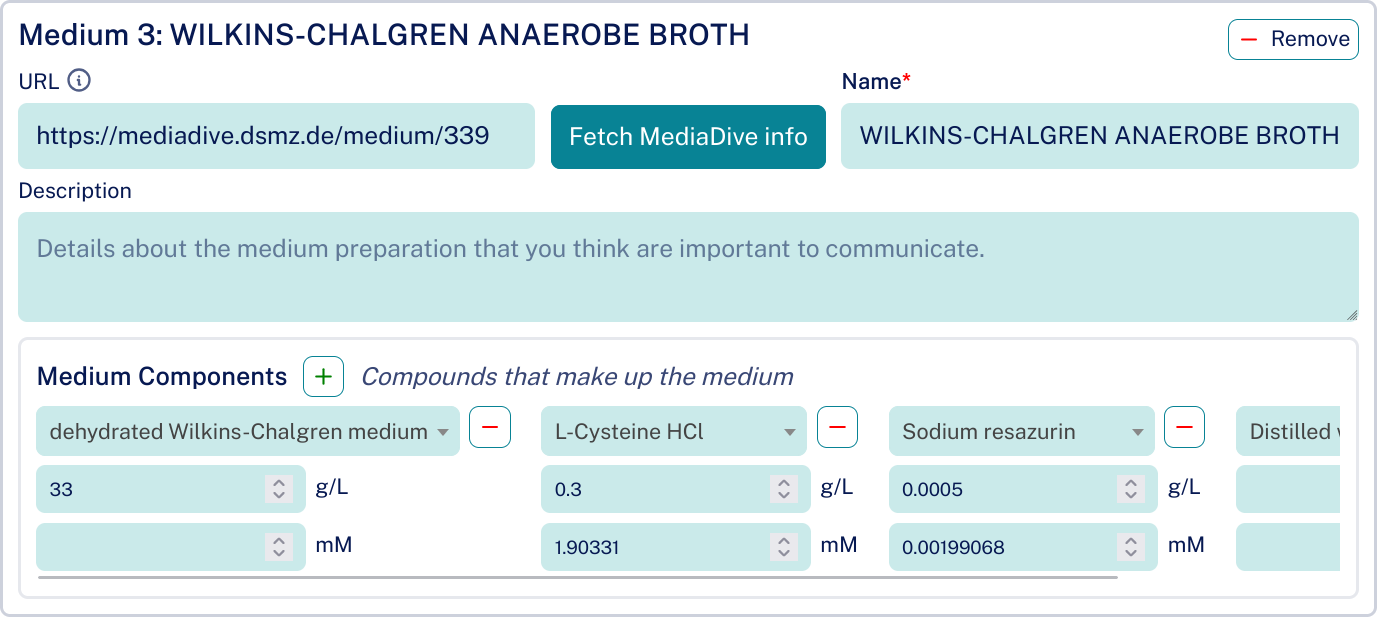 Medium 3: WILKINS-CHALGREN ANAEROBE BROTH
− Remove
URL
Name*
https://mediadive.dsmz.de/medium/339
Fetch MediaDive info
WILKINS-CHALGREN ANAEROBE BROTH
Description
Details about the medium preparation that you think are important to communicate.
Medium Components + Compounds that make up the medium
dehydrated Wilkins-Chalgren medium − L-Cysteine HCl − Sodium resazurin − Distilled
33 g/L 0.3 g/L 0.0005 g/L
mM 1.90331 mM 0.00199068 mM